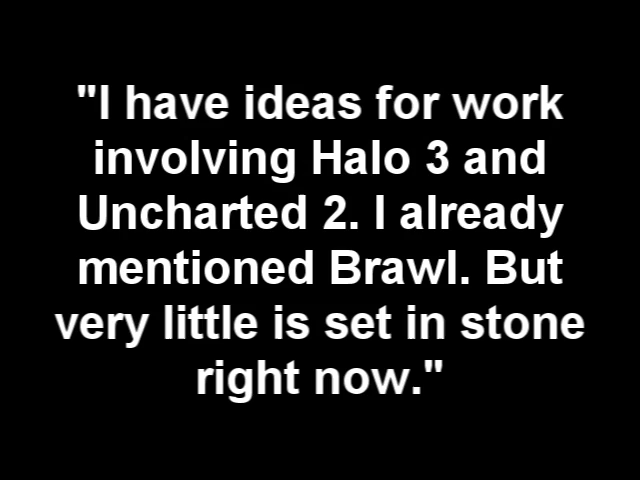 "I have ideas for work
involving Halo 3 and
Uncharted 2. I already
mentioned Brawl. But
very little is set in stone
right now."